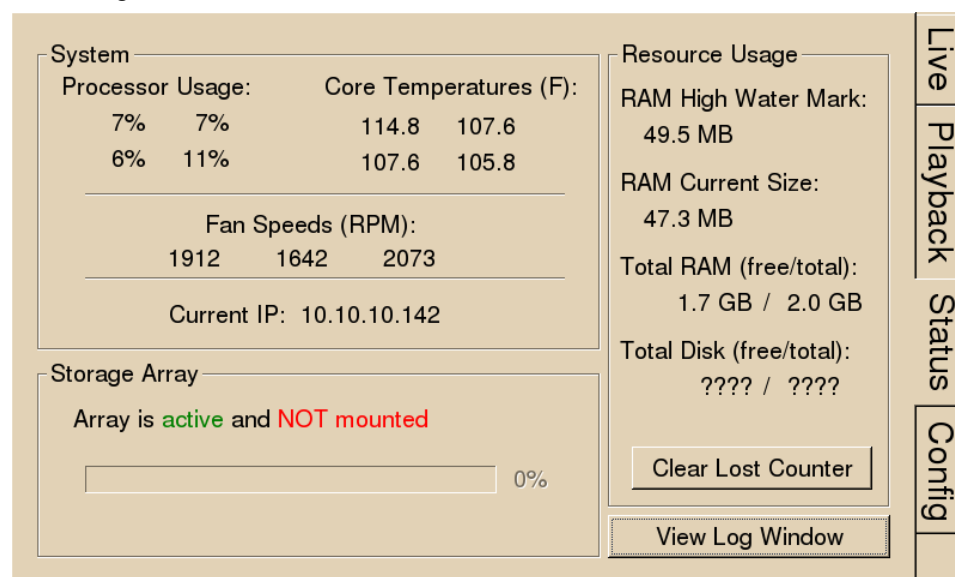 System
Processor Usage: Core Temperatures (F):
7% 7% 114.8 107.6
6% 11% 107.6 105.8
Fan Speeds (RPM):
1912 1642 2073
Current IP: 10.10.10.142
Storage Array
Array is active and NOT mounted
0%
Resource Usage
RAM High Water Mark:
49.5 MB
RAM Current Size:
47.3 MB
Total RAM (free/total):
1.7 GB / 2.0 GB
Total Disk (free/total):
???? / ????
Clear Lost Counter
View Log Window
Live
Playback
Status
Config